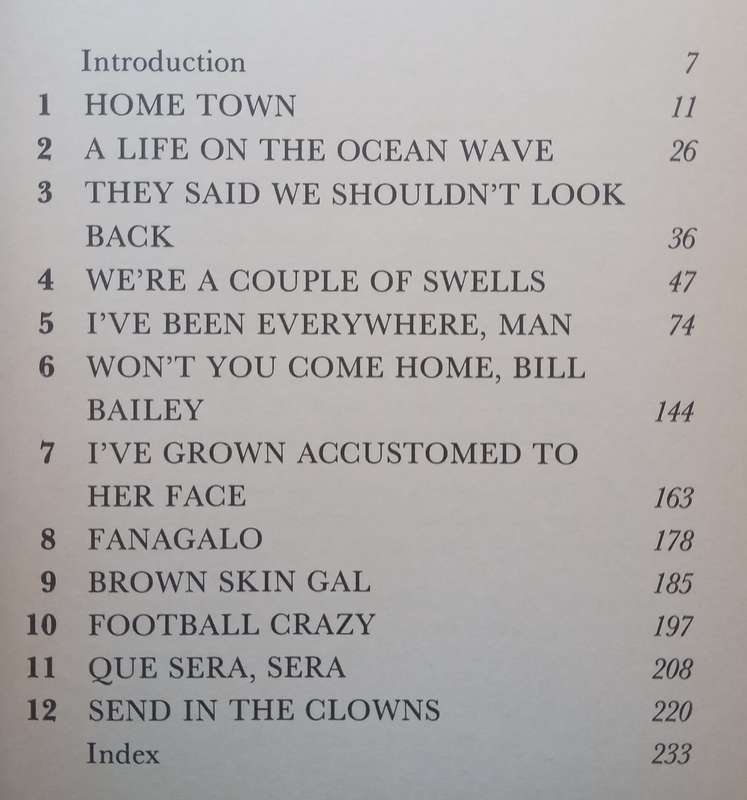 Introduction 7
1 HOME TOWN 11
2 A LIFE ON THE OCEAN WAVE 26
3 THEY SAID WE SHOULDN'T LOOK
BACK 36
4 WE'RE A COUPLE OF SWELLS 47
5 I'VE BEEN EVERYWHERE, MAN 74
6 WON'T YOU COME HOME, BILL
BAILEY 144
7 I'VE GROWN ACCUSTOMED TO
HER FACE 163
8 FANAGALO 178
9 BROWN SKIN GAL 185
10 FOOTBALL CRAZY 197
11 QUE SERA, SERA 208
12 SEND IN THE CLOWNS 220
Index 233